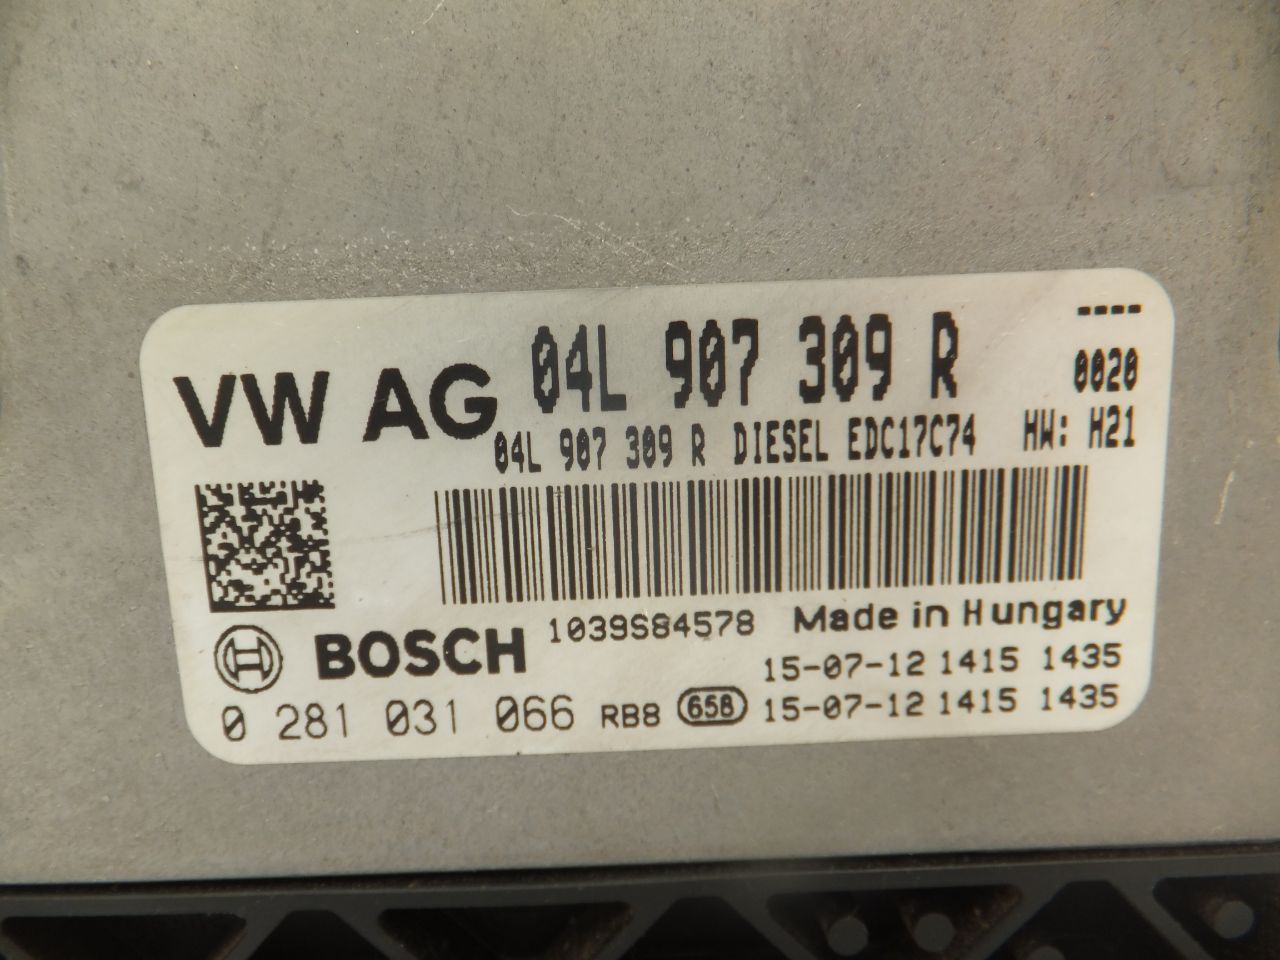 VW AG 04L 907 309 R ----
0020
04L 907 309 R DIESEL EDC17C74 HW: H21
1039S84578 Made in Hungary
BOSCH 15-07-12 1415 1435
0 281 031 066 RB8 658 15-07-12 1415 1435